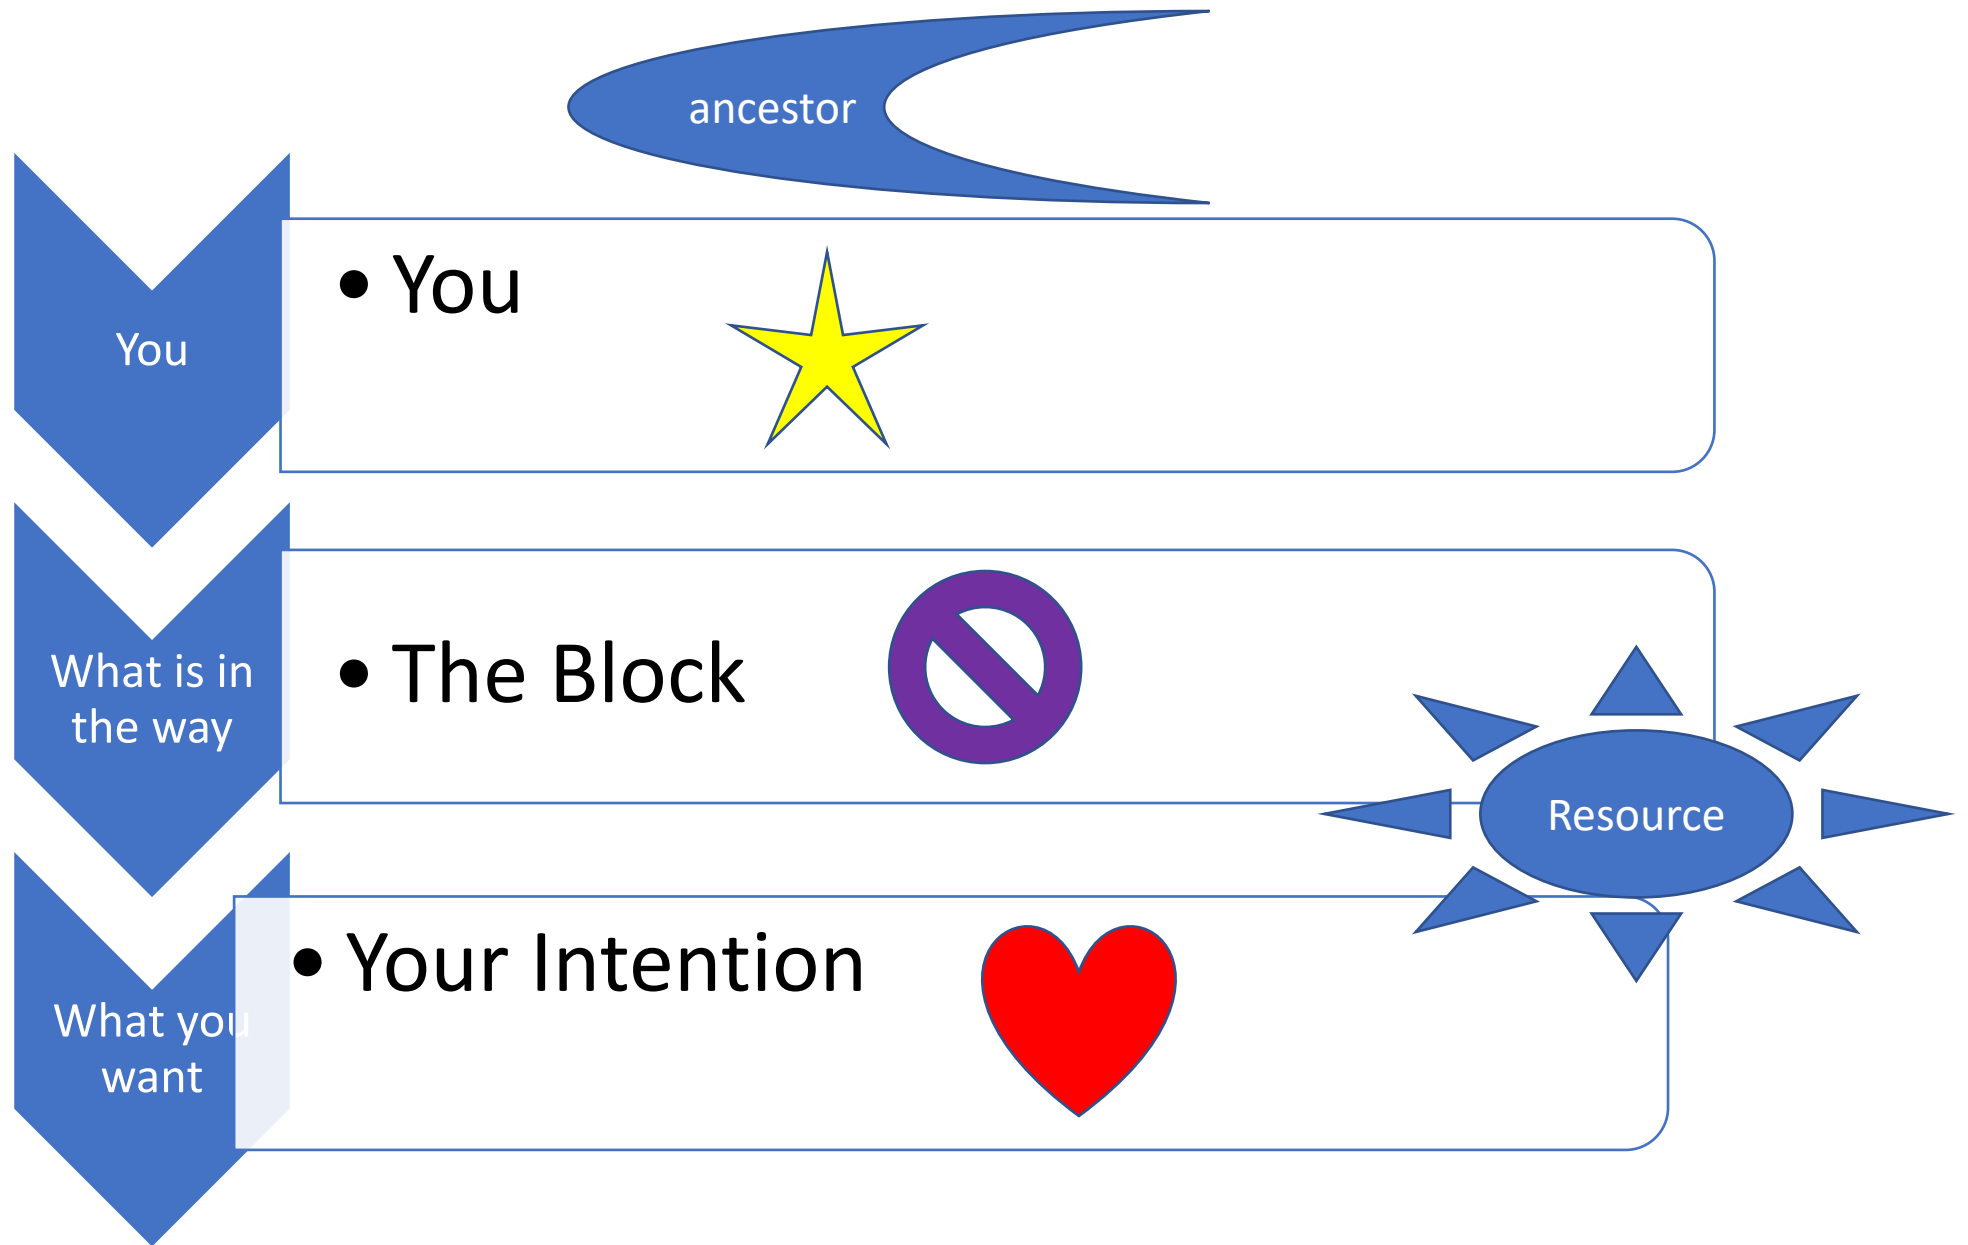 ancestor
You
• You
What is in
the way
• The Block
Resource
What you
want
• Your Intention